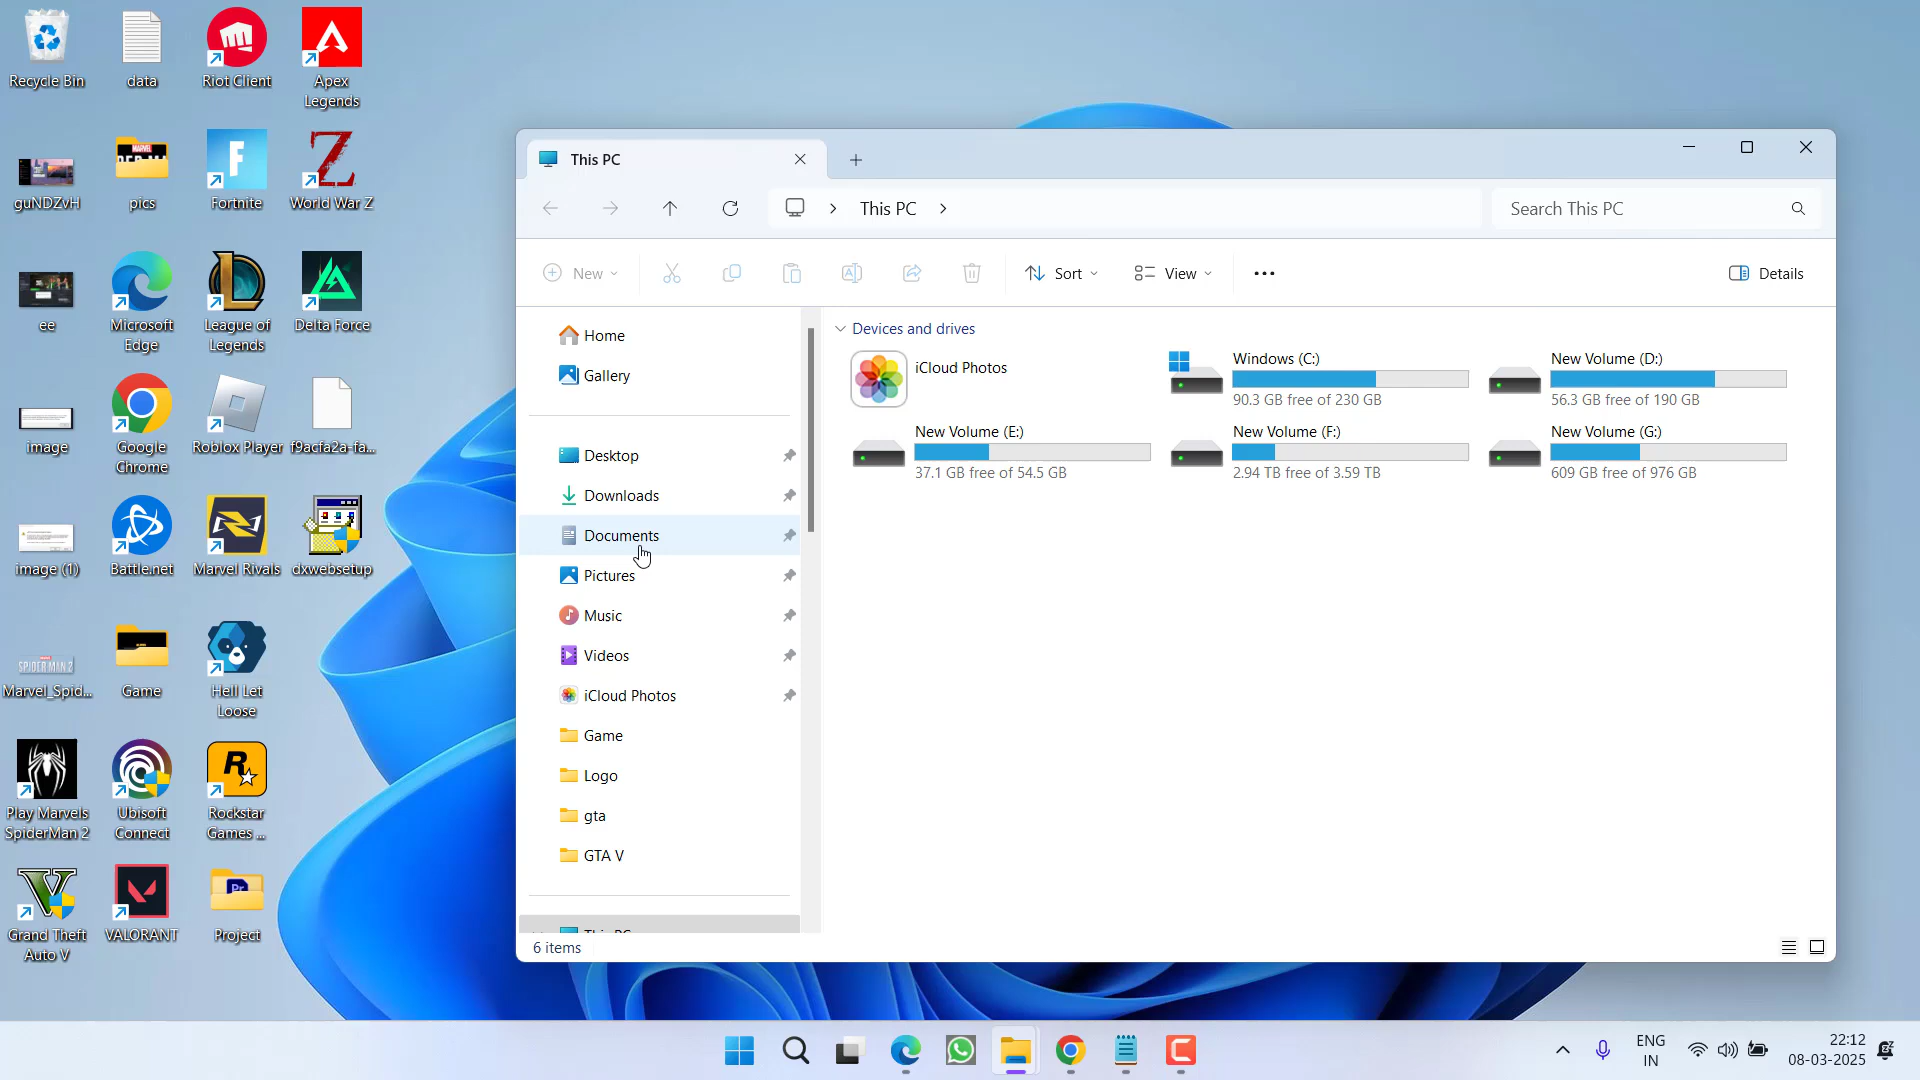 Recycle Bin
data
Riot Client
Apex
Legends
guNDZvH
pics
Fortnite
World War Z
ee
Microsoft
Edge
League of
Legends
Delta Force
image
Google
Chrome
Roblox Player
f9acfa2a-fa...
image (1)
Battle.net
Marvel Rivals
dxwebsetup
SPIDER-MAN 2
Marvel_Spid...
Game
Hell Let
Loose
Play Marvels
SpiderMan 2
Ubisoft
Connect
Rockstar
Games ...
Grand Theft
Auto V
VALORANT
Pr
Project
This PC
This PC
Search This PC
New
Sort
View
Details
Home
Gallery
Desktop
Downloads
Documents
Pictures
Music
Videos
iCloud Photos
Game
Logo
gta
GTA V
This PC
Devices and drives
iCloud Photos
Windows (C:)
90.3 GB free of 230 GB
New Volume (D:)
56.3 GB free of 190 GB
New Volume (E:)
37.1 GB free of 54.5 GB
New Volume (F:)
2.94 TB free of 3.59 TB
New Volume (G:)
609 GB free of 976 GB
6 items
ENG
IN
22:12
08-03-2025